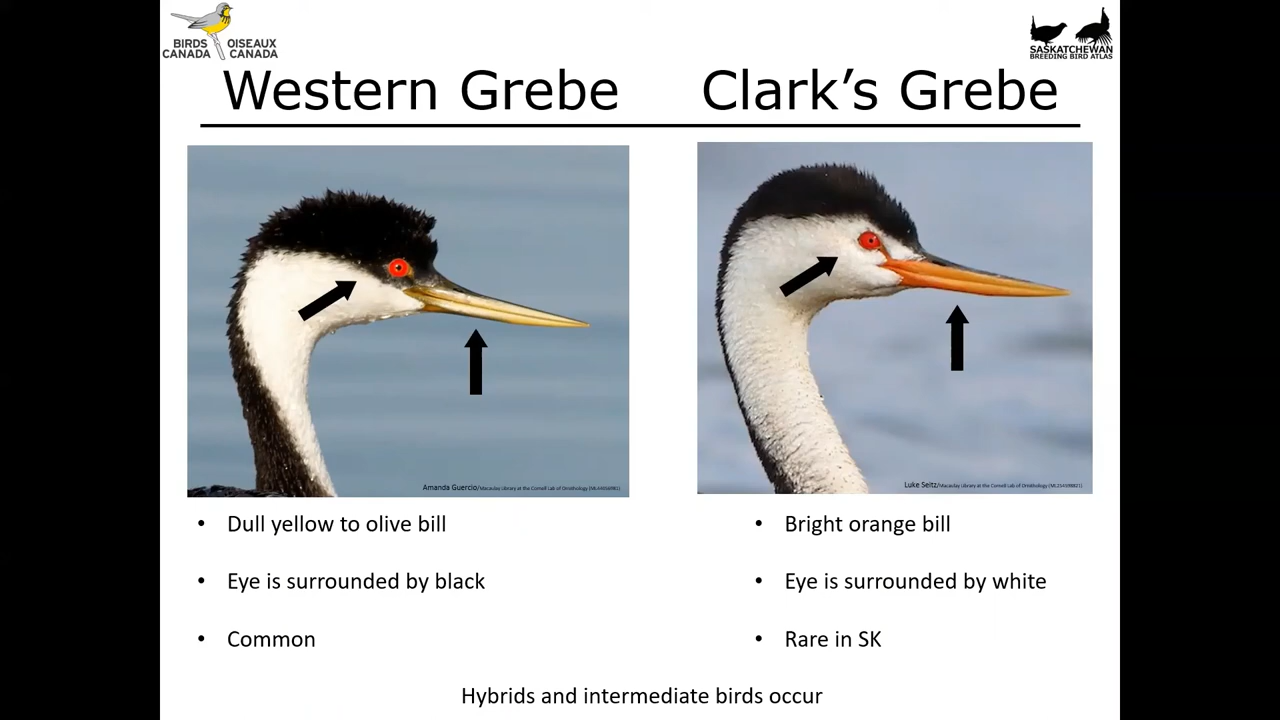 BIRDS CANADA
OISEAUX CANADA
SASKATCHEWAN
BREEDING BIRD ATLAS
Western Grebe
Clark’s Grebe
Amanda Guercio/Macaulay Library at the Cornell Lab of Ornithology
Luke Seitz/Macaulay Library at the Cornell Lab of Ornithology
• Dull yellow to olive bill
• Eye is surrounded by black
• Common
• Bright orange bill
• Eye is surrounded by white
• Rare in SK
Hybrids and intermediate birds occur